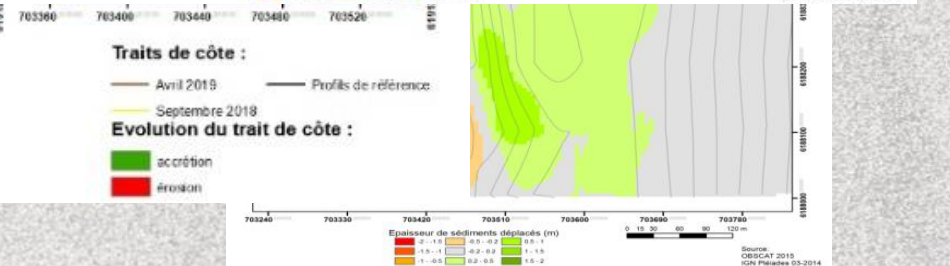 703360 703400 703440 703480 703520
Traits de côte :
Avril 2019 Profils de référence
Septembre 2018
Evolution du trait de côte :
accrétion
érosion
6188200
6188100
6188000
703240 703330 703420 703510 703600 703690 703780
Epaisseur de sédiments déplacés (m)
-2 - -1.5 -0.5 - -0.2 0.5 - 1
-1.5 - -1 -0.2 - 0.2 1 - 1.5
-1 - -0.5 0.2 - 0.5 1.5 - 2
0 15 30 60 90 120 m
Source:
OBSCAT 2015
IGN Pléiades 03-2014